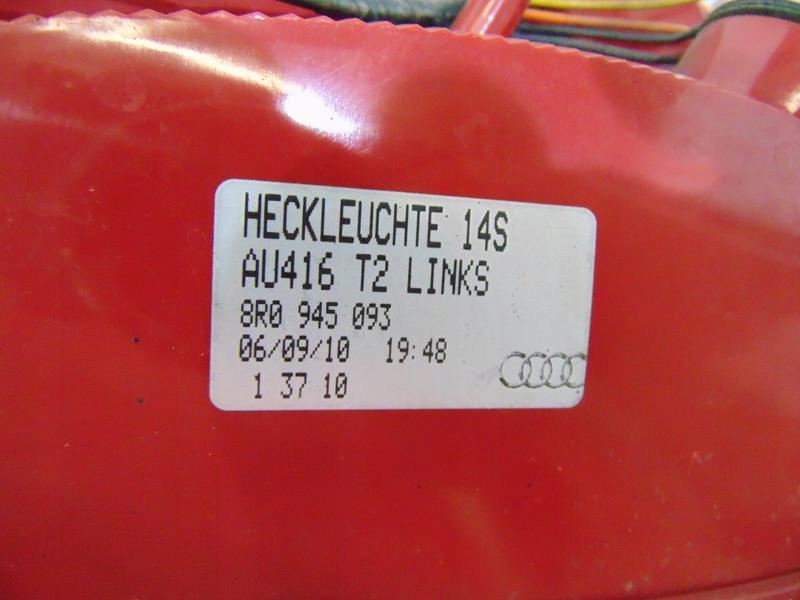 HECKLEUCHTE 14S
AU416 T2 LINKS
8R0 945 093
06/09/10 19:48
1 37 10